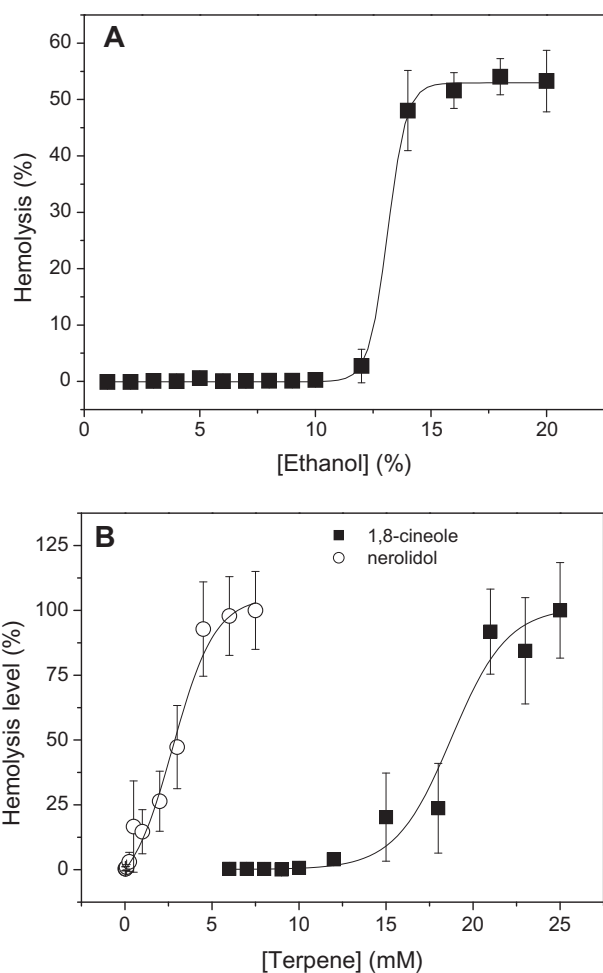 A
60
50
40
30
20
10
0
Hemolysis (%)
0 5 10 15 20
[Ethanol] (%)
B
1,8-cineole
nerolidol
125
100
75
50
25
0
Hemolysis level (%)
0 5 10 15 20 25
[Terpene] (mM)